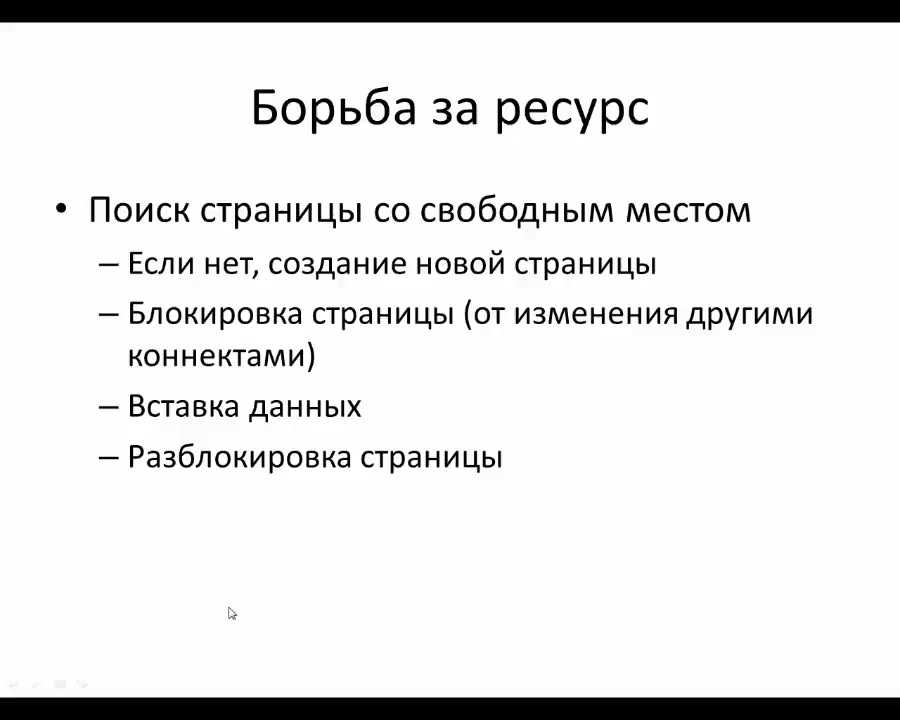 Борьба за ресурс
• Поиск страницы со свободным местом
– Если нет, создание новой страницы
– Блокировка страницы (от изменения другими
коннектами)
– Вставка данных
– Разблокировка страницы